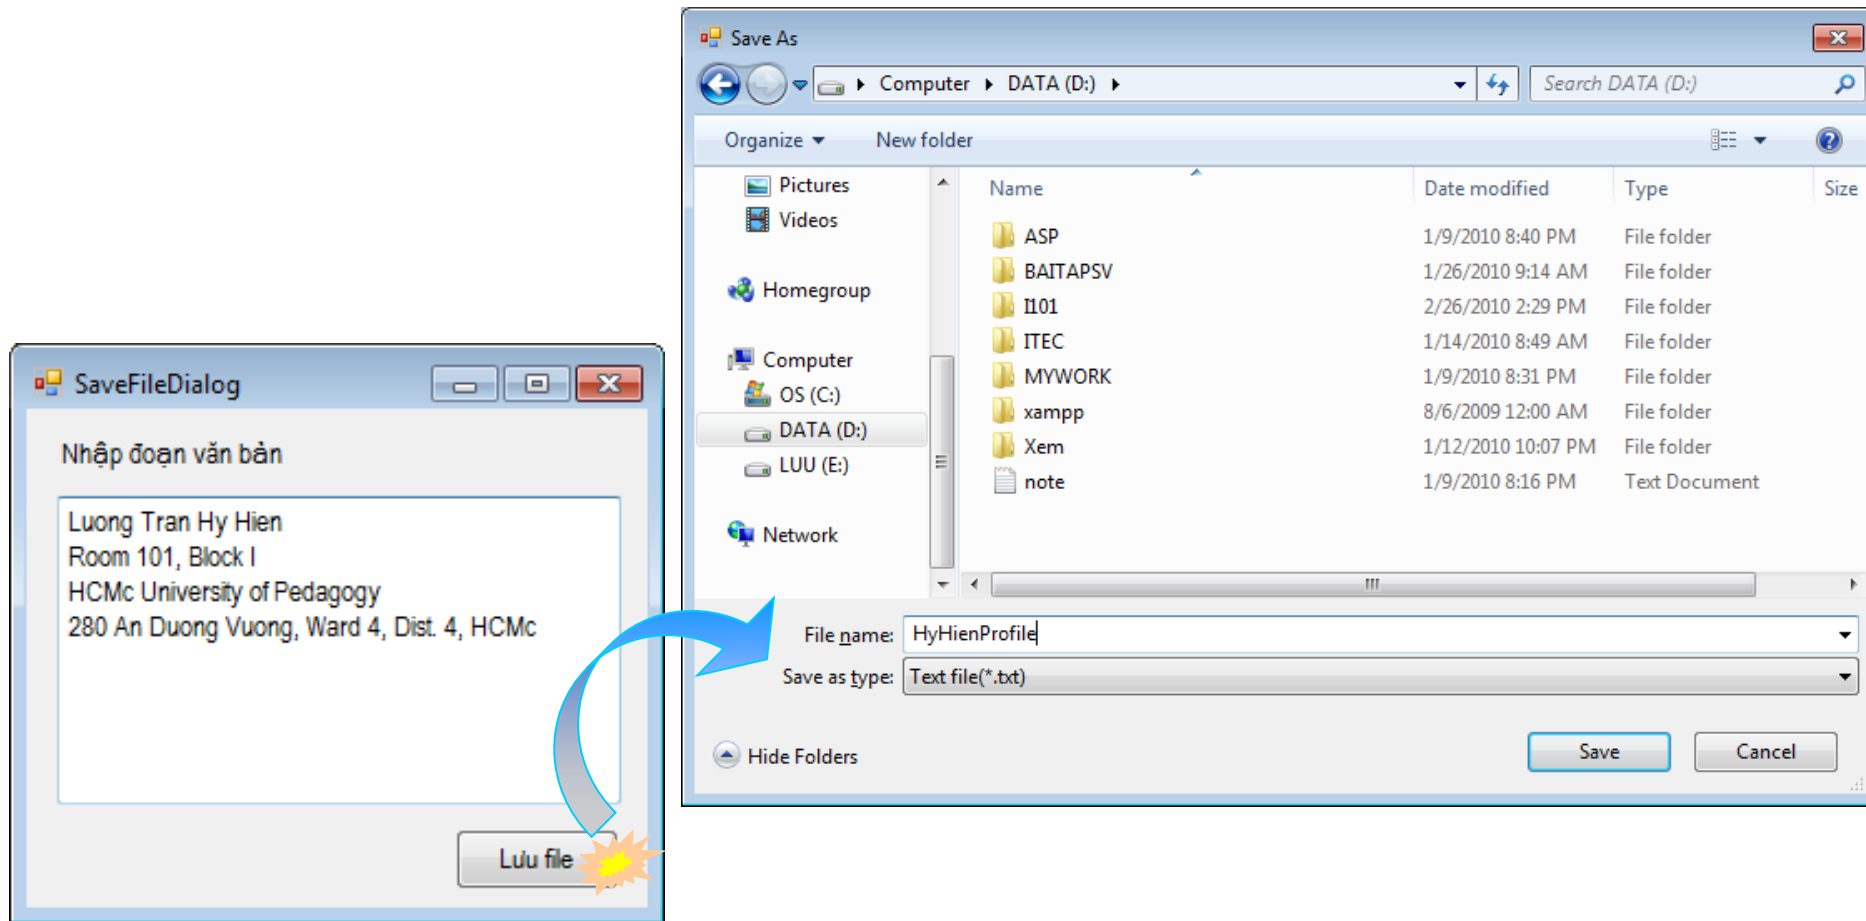 SaveFileDialog
Nhập đoạn văn bản
Luong Tran Hy Hien
Room 101, Block I
HCMc University of Pedagogy
280 An Duong Vuong, Ward 4, Dist. 4, HCMc
Lưu file
Save As
Computer DATA (D:)
Search DATA (D:)
Organize New folder
Pictures
Videos
Homegroup
Computer
OS (C:)
DATA (D:)
LUU (E:)
Network
Name Date modified Type Size
ASP 1/9/2010 8:40 PM File folder
BAITAPSV 1/26/2010 9:14 AM File folder
I101 2/26/2010 2:29 PM File folder
ITEC 1/14/2010 8:49 AM File folder
MYWORK 1/9/2010 8:31 PM File folder
xampp 8/6/2009 12:00 AM File folder
Xem 1/12/2010 10:07 PM File folder
note 1/9/2010 8:16 PM Text Document
File name: HyHienProfile
Save as type: Text file(*.txt)
Hide Folders
Save Cancel